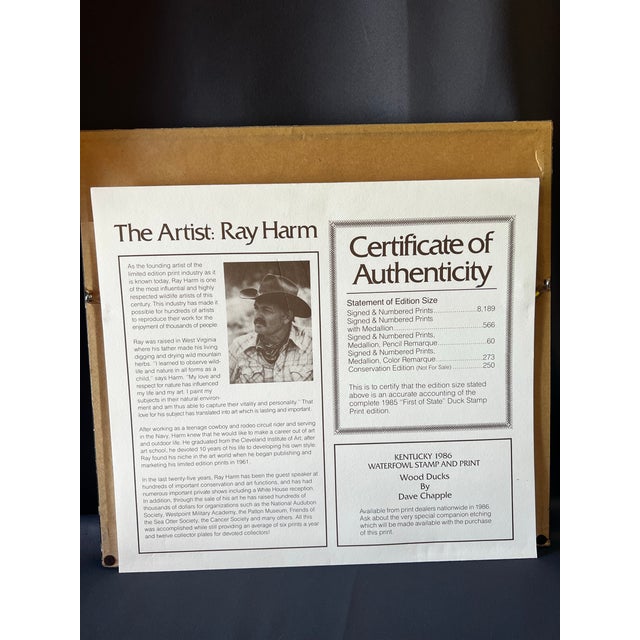 The Artist: Ray Harm
As the founding artist of the
limited edition print industry as it
is known today, Ray Harm is one
of the most influential and highly
respected wildlife artists of this
century. This industry has made it
possible for hundreds of artists
to reproduce their work for the
enjoyment of thousands of people.
Ray was raised in West Virginia
where his father made his living
digging and drying wild mountain
herbs. "I learned to observe wild-
life and nature in all forms as a
child," says Harm, "My love and
respect for nature has influenced
my life and my art. I paint my
subjects in their natural environ-
ment and am thus able to capture their vitality and personality." That
love for his subject has translated into art which is lasting and important.
After working as a teenage cowboy and rodeo circuit rider and serving
in the Navy, Harm knew that he would like to make a career out of art
and outdoor life. He graduated from the Cleveland Institute of Art, after
art school, he devoted 10 years of his life to developing his own style.
Ray found his niche in the art world when he began publishing and
marketing his limited edition prints in 1961.
In the last twenty-five years, Ray Harm has been the guest speaker at
hundreds of important conservation and art functions, and has had
numerous important private shows including a White House reception.
In addition, through the sale of his art he has raised hundreds of
thousands of dollars for organizations such as the National Audubon
Society, Westpoint Military Academy, the Patton Museum, Friends of
the Sea Otter Society, the Cancer Society and many others. All this
was accomplished while still providing an average of six prints a year
and twelve collector plates for devoted collectors!
Certificate of
Authenticity
Statement of Edition Size
Signed & Numbered Prints..............8,189
Signed & Numbered Prints
with Medallion..............566
Signed & Numbered Prints,
Medallion, Pencil Remarque..............60
Signed & Numbered Prints,
Medallion, Color Remarque..............273
Conservation Edition (Not For Sale)..............250
This is to certify that the edition size stated
above is an accurate accounting of the
complete 1985 "First of State" Duck Stamp
Print edition.
KENTUCKY 1986
WATERFOWL STAMP AND PRINT
Wood Ducks
By
Dave Chapple
Available from print dealers nationwide in 1986.
Ask about the very special companion etching
which will be made available with the purchase
of this print.